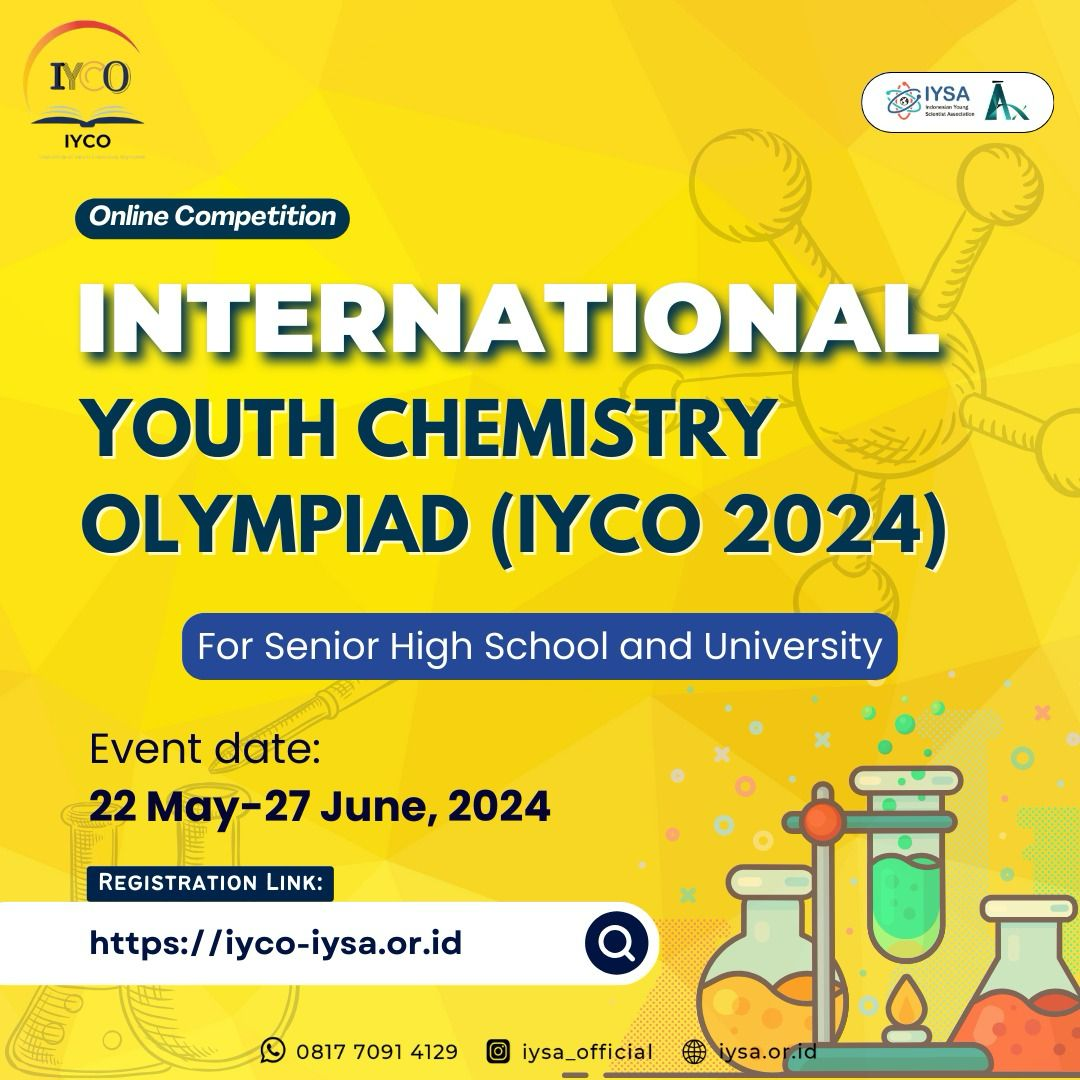 IYCO
IYCO
IYSA
Indonesian Young
Scientist Association
Online Competition
INTERNATIONAL
YOUTH CHEMISTRY
OLYMPIAD (IYCO 2024)
For Senior High School and University
Event date:
22 May-27 June, 2024
REGISTRATION LINK:
https://iyco-iysa.or.id
0817 7091 4129
iysa_official
iysa.or.id